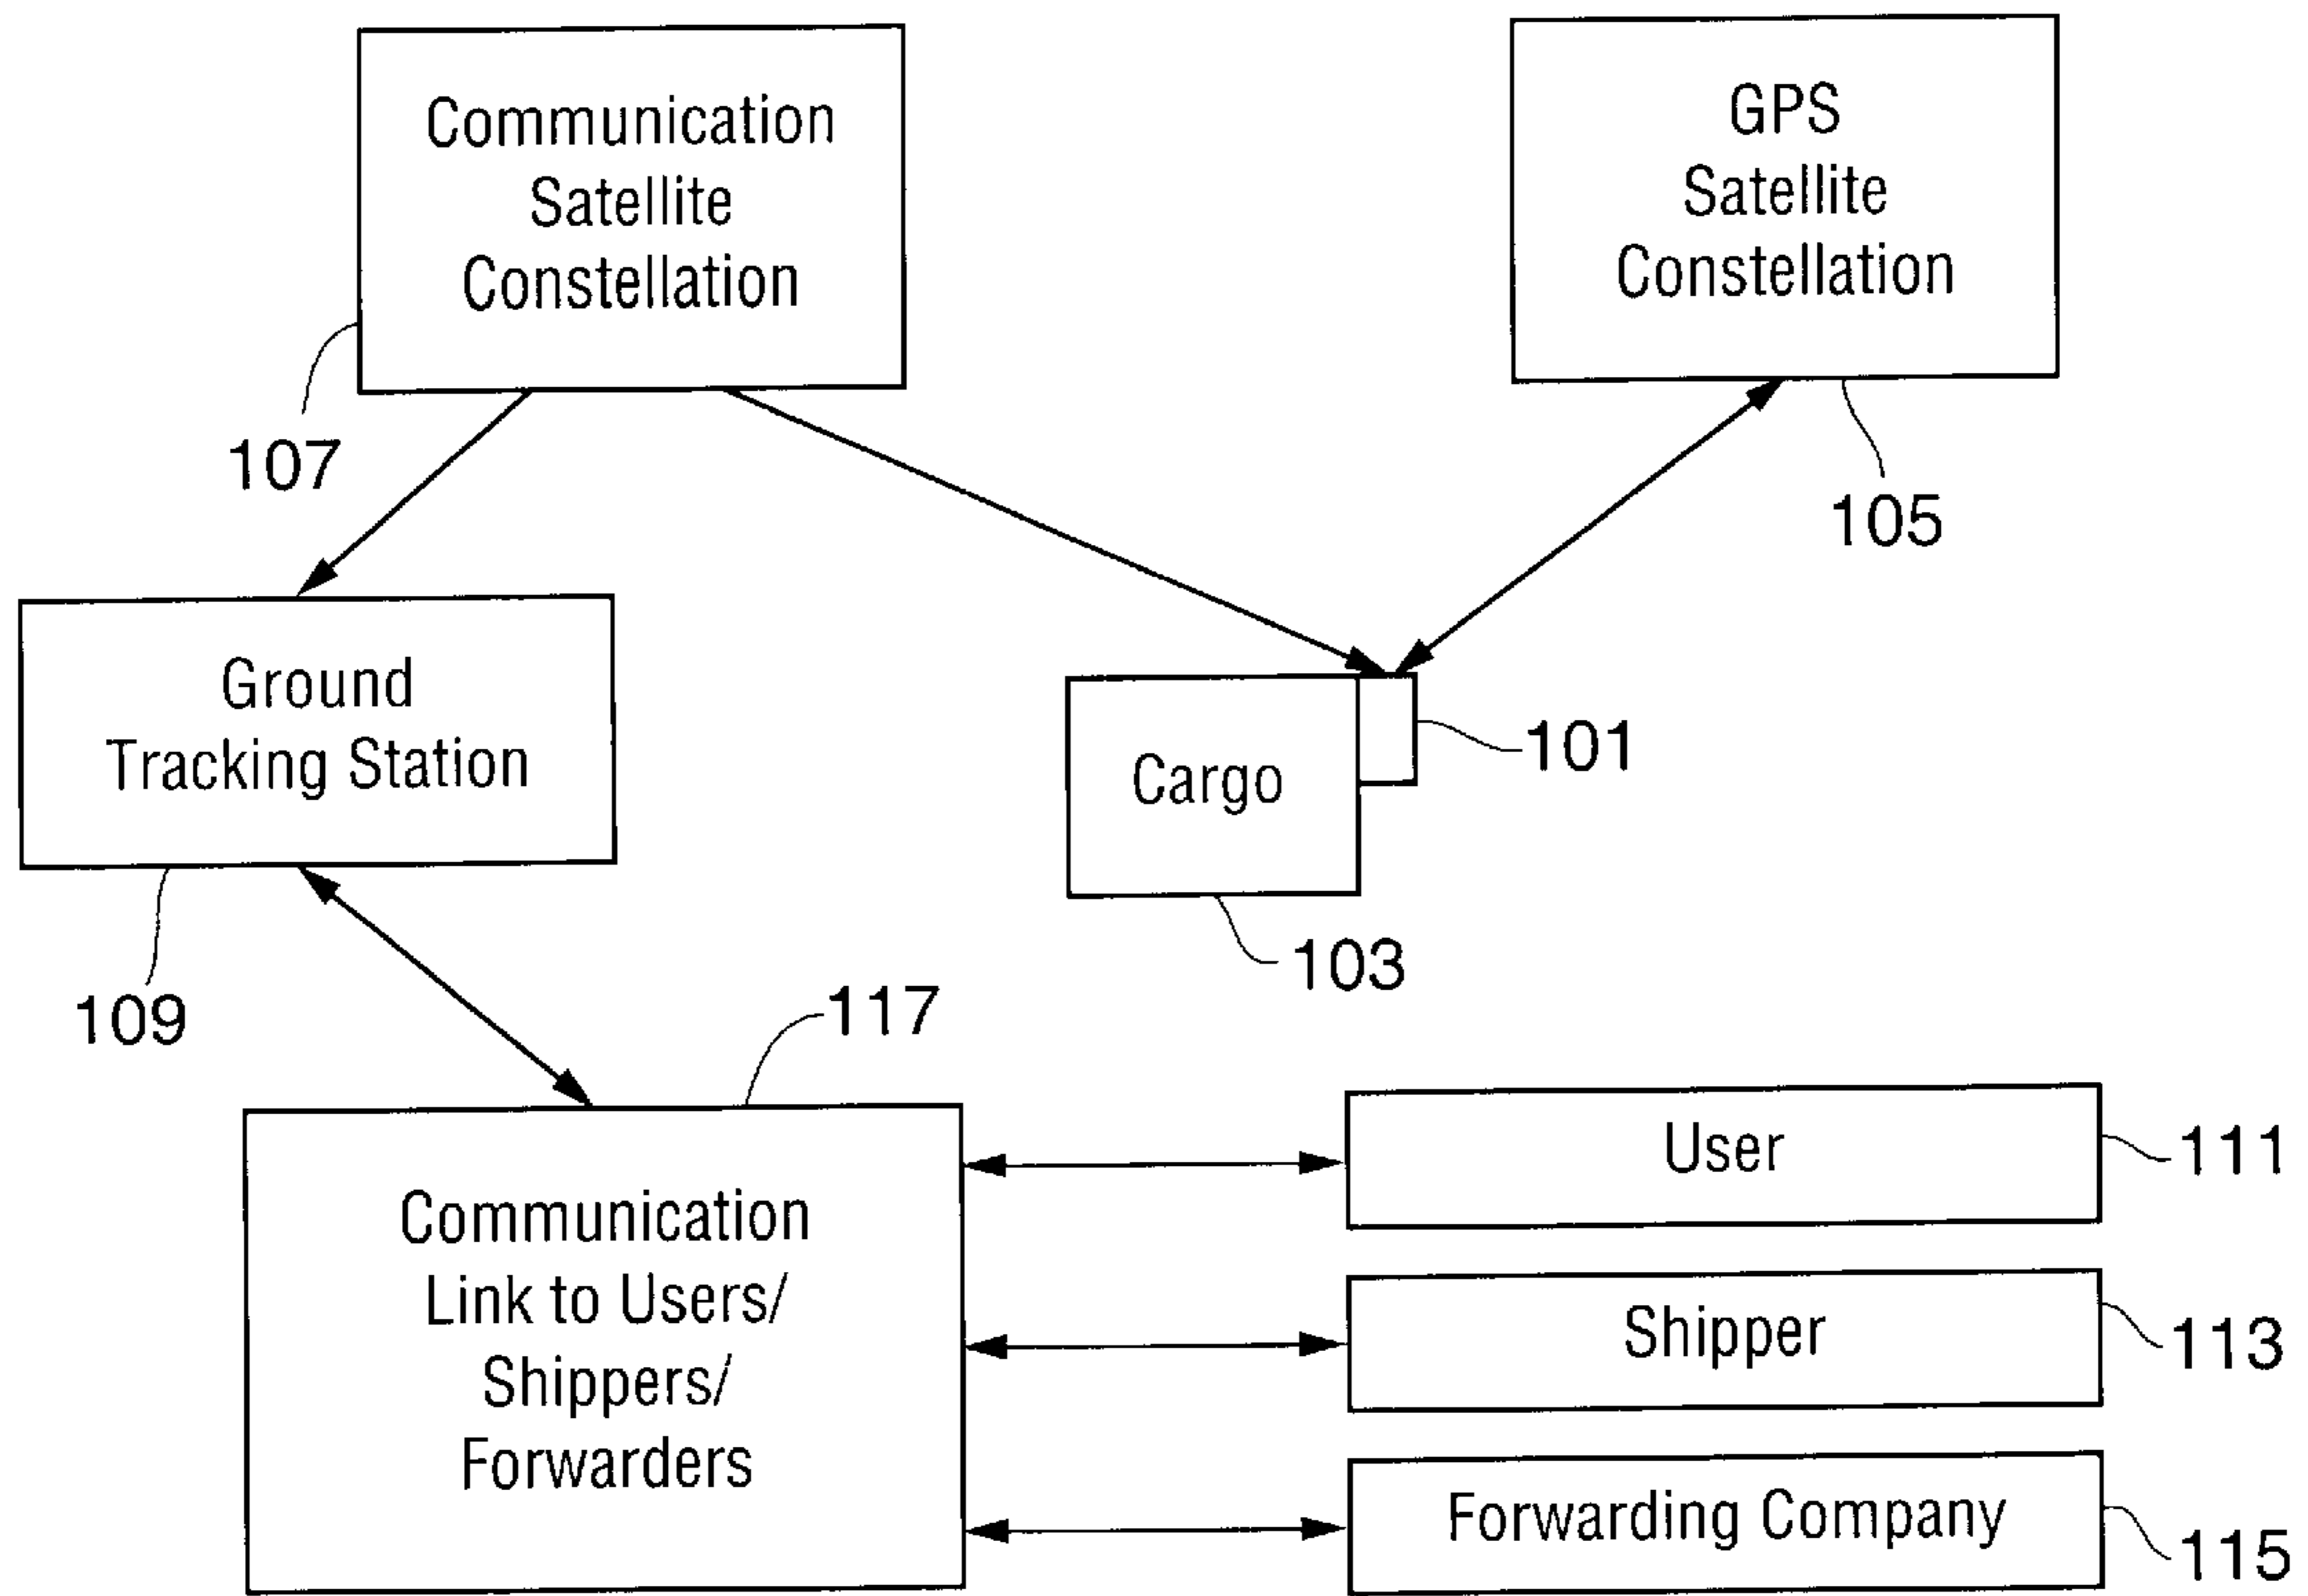 Communication
Satellite
Constellation
GPS
Satellite
Constellation
107
105
Ground
Tracking Station
Cargo
101
103
109
117
Communication
Link to Users/
Shippers/
Forwarders
User
111
Shipper
113
Forwarding Company
115